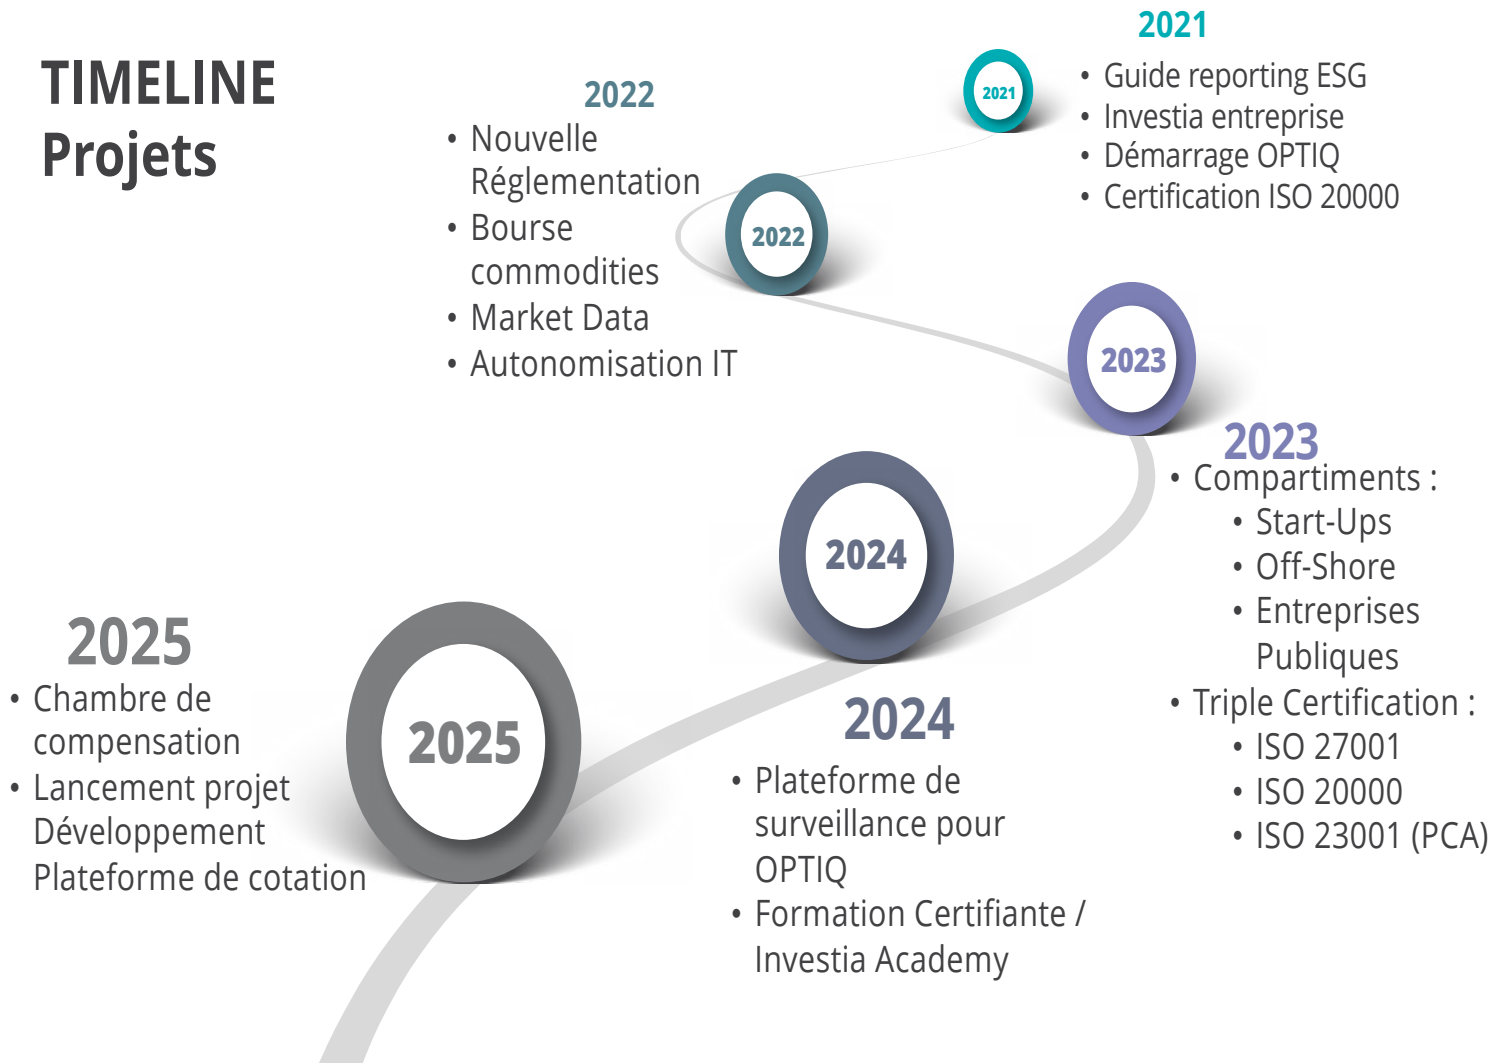 TIMELINE
Projets
2021
2021
• Guide reporting ESG
• Investia entreprise
• Démarrage OPTIQ
• Certification ISO 20000
2022
• Nouvelle
Réglementation
• Bourse
commodities
• Market Data
• Autonomisation IT
2022
2023
2023
• Compartiments :
• Start-Ups
• Off-Shore
• Entreprises
Publiques
• Triple Certification :
• ISO 27001
• ISO 20000
• ISO 23001 (PCA)
2024
2024
• Plateforme de
surveillance pour
OPTIQ
• Formation Certifiante /
Investia Academy
2025
• Chambre de
compensation
• Lancement projet
Développement
Plateforme de cotation
2025